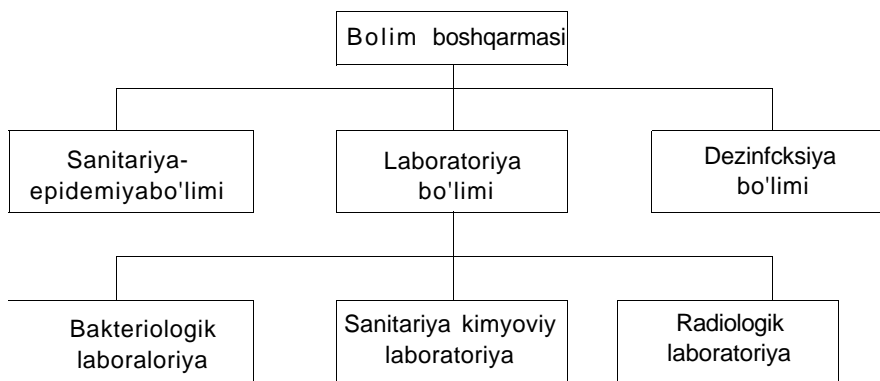 Bolim boshqarmasi
Sanitariya-
epidemiyabo'limi
Laboratoriya
bo'limi
Dezinfcksiya
bo'limi
Bakteriologik
laboraloriya
Sanitariya kimyoviy
laboratoriya
Radiologik
laboratoriya